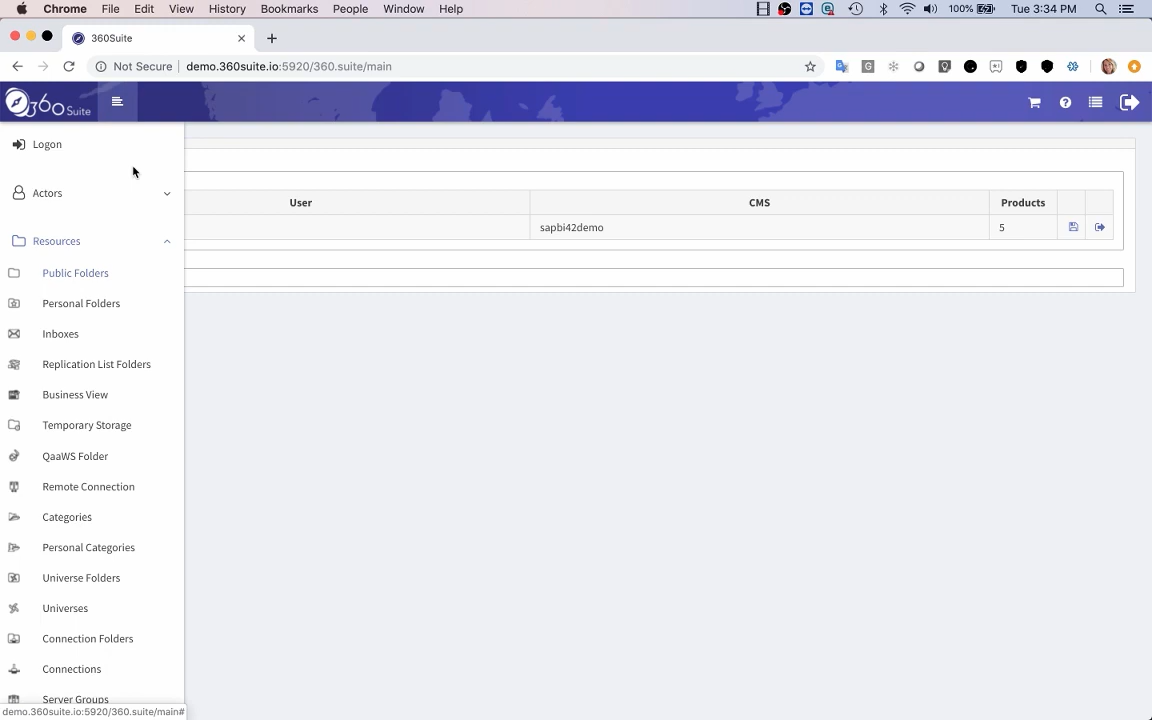 Chrome File Edit View History Bookmarks People Window Help 100% Tue 3:34 PM
360Suite
Not Secure demo.360suite.io:5920/360.suite/main
360 Suite
Logon
Actors
Resources
Public Folders
Personal Folders
Inboxes
Replication List Folders
Business View
Temporary Storage
QaaWS Folder
Remote Connection
Categories
Personal Categories
Universe Folders
Universes
Connection Folders
Connections
Server Groups
User CMS Products
sapbi42demo 5
demo.360suite.io:5920/360.suite/main#